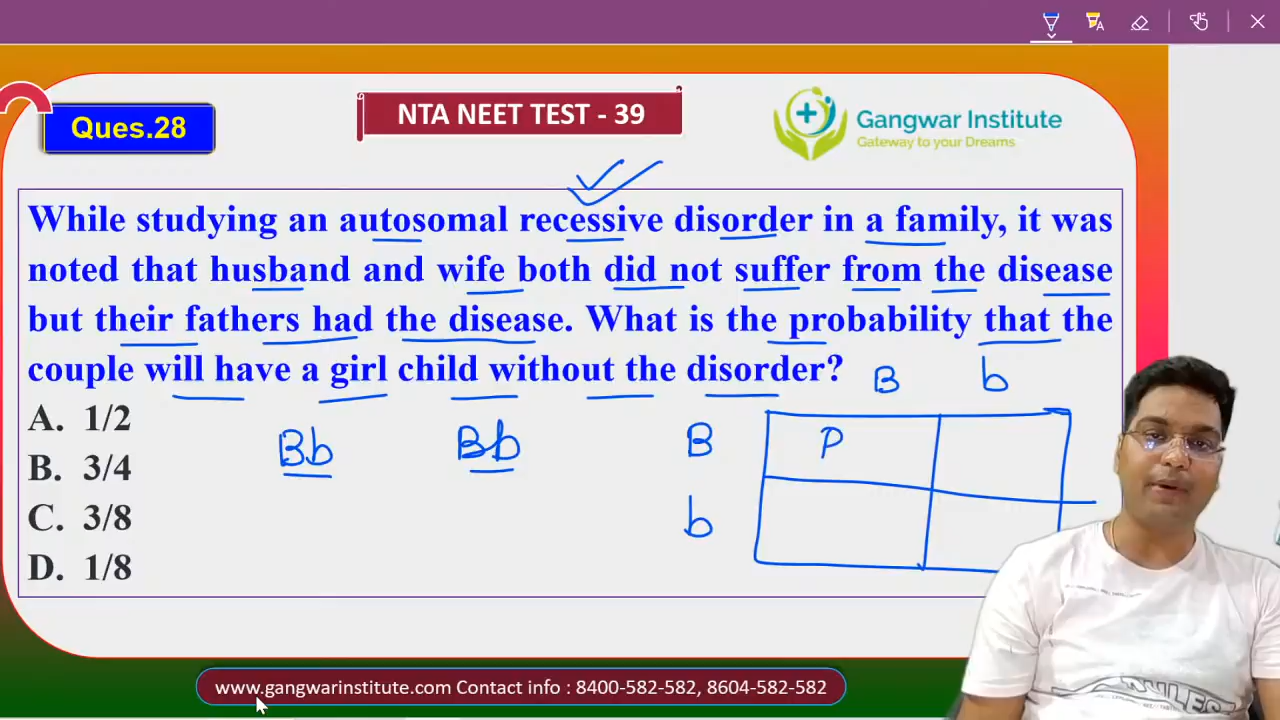 Ques.28
NTA NEET TEST - 39
Gangwar Institute
Gateway to your Dreams
While studying an autosomal recessive disorder in a family, it was
noted that husband and wife both did not suffer from the disease
but their fathers had the disease. What is the probability that the
couple will have a girl child without the disorder?
B b
A. 1/2
B. 3/4
C. 3/8
D. 1/8
Bb Bb
B P
b
www.gangwarinstitute.com Contact info : 8400-582-582, 8604-582-582